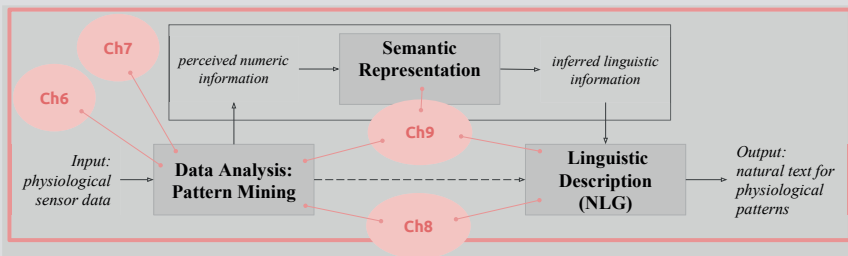 Ch7
Ch6
perceived numeric
information
Semantic
Representation
inferred linguistic
information
Ch9
Input:
physiological
sensor data
Data Analysis:
Pattern Mining
Linguistic
Description
(NLG)
Output:
natural text for
physiological
patterns
Ch8